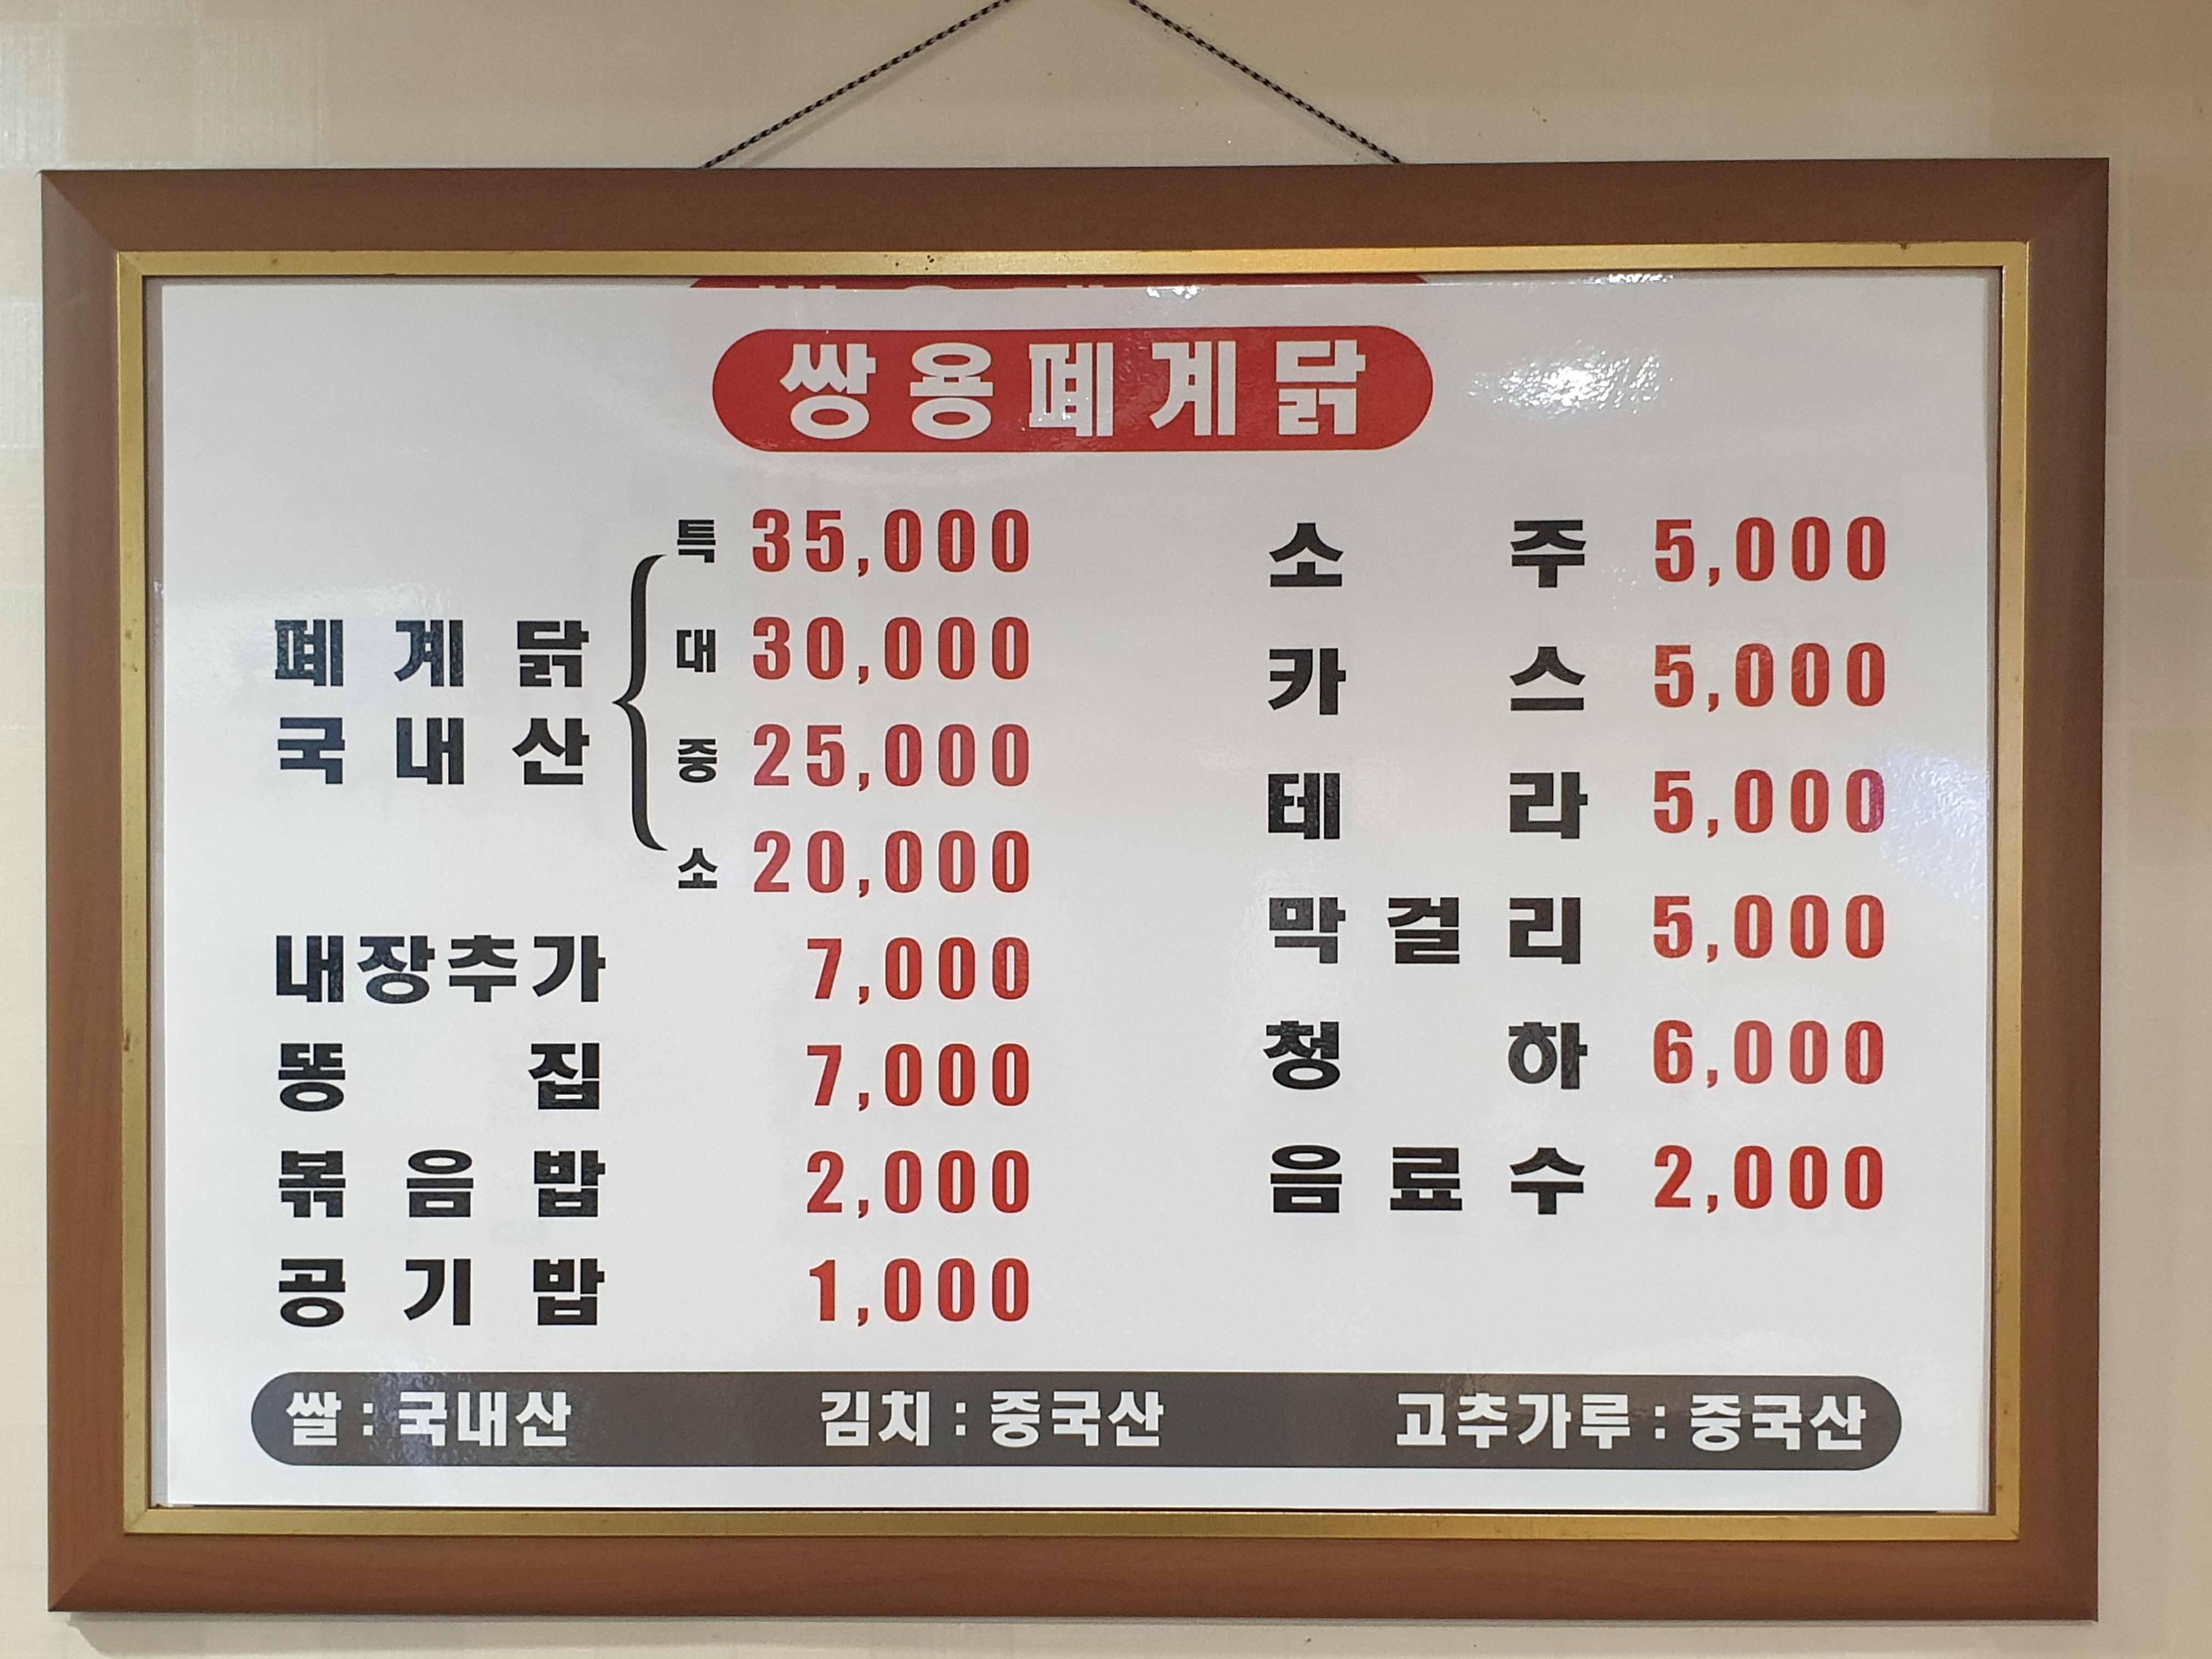 쌍용폐계닭
폐계닭
국내산
특 35,000
대 30,000
중 25,000
소 20,000
내장추가 7,000
똥집 7,000
볶음밥 2,000
공기밥 1,000
소주 5,000
카스 5,000
테라 5,000
막걸리 5,000
청하 6,000
음료수 2,000
쌀 : 국내산 김치 : 중국산 고추가루 : 중국산